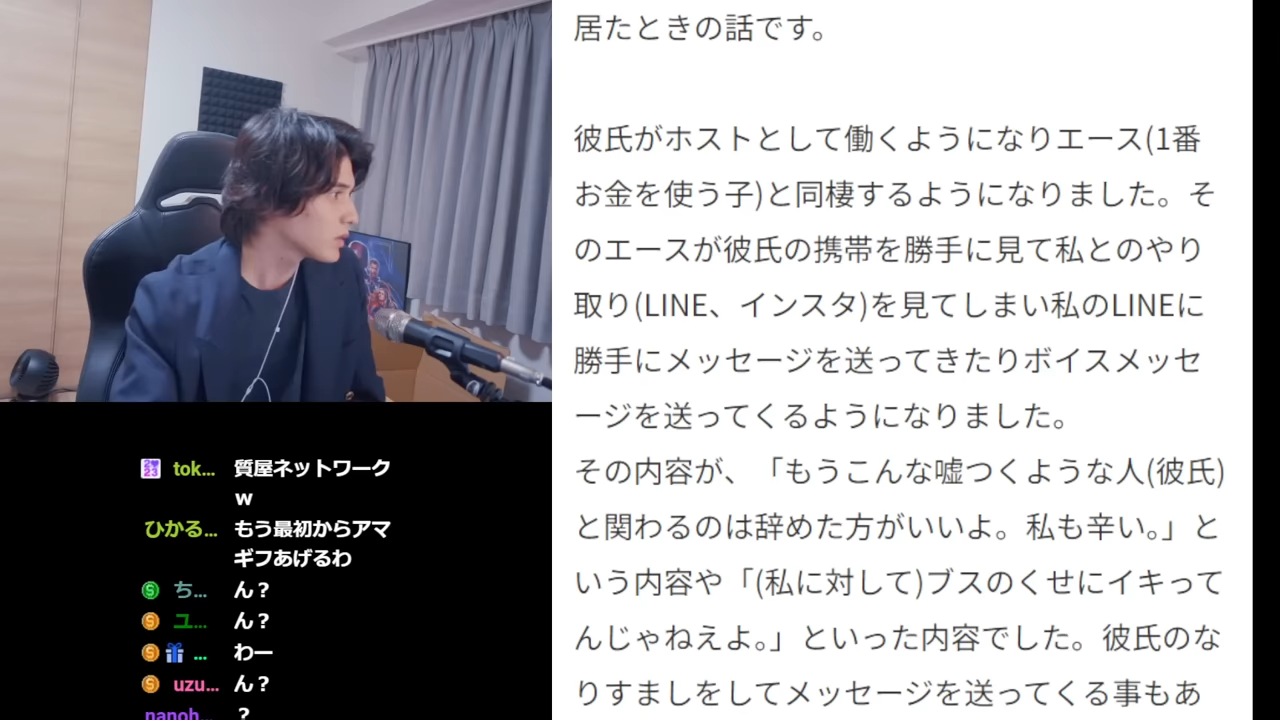 居たときの話です。
彼氏がホストとして働くようになりエース(1番
お金を使う子)と同棲するようになりました。そ
のエースが彼氏の携帯を勝手に見て私とのやり
取り(LINE、インスタ)を見てしまい私のLINEに
勝手にメッセージを送ってきたりボイスメッセ
ージを送ってくるようになりました。
その内容が、「もうこんな嘘つくような人(彼氏)
と関わるのは辞めた方がいいよ。私も辛い。」と
いう内容や「(私に対して)ブスのくせにイキって
んじゃねえよ。」といった内容でした。彼氏のな
りすましをしてメッセージを送ってくる事もあ
tok... 質屋ネットワーク
w
ひかる... もう最初からアマ
ギフあげるわ
ち... ん？
ユ... ん？
... わー
uzu... ん？
nanoh... ？